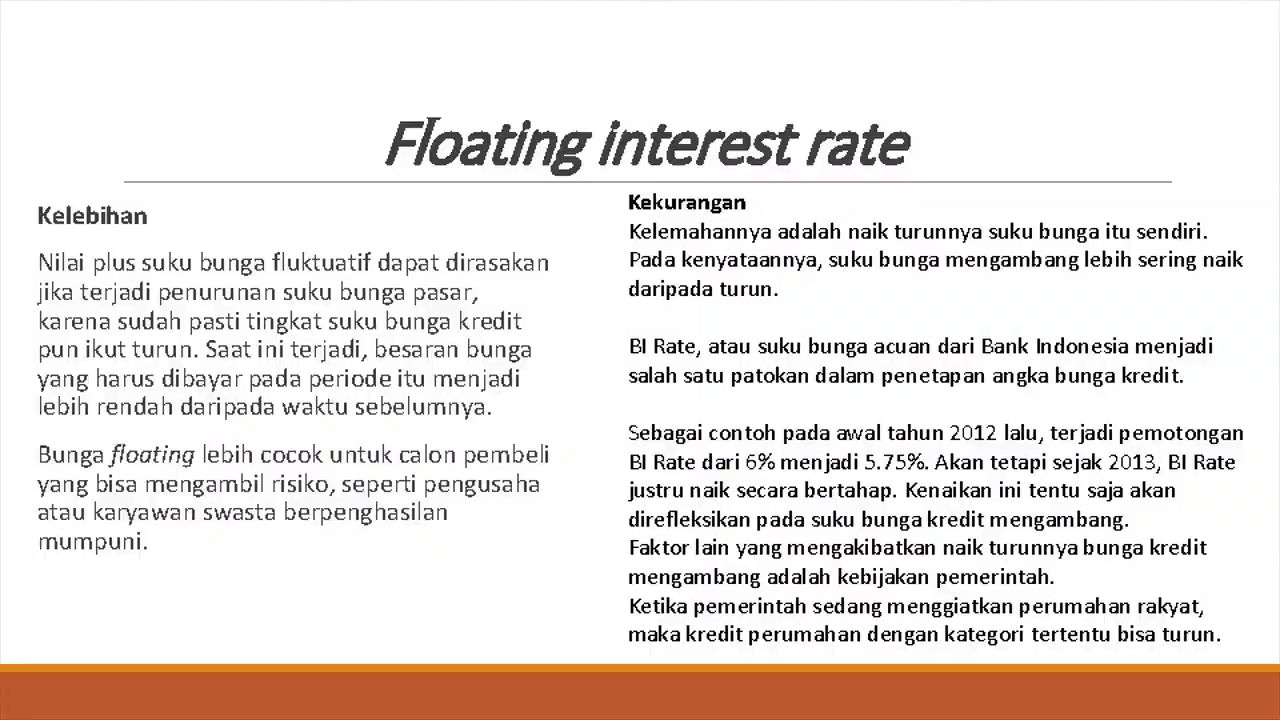 Floating interest rate
Kelebihan
Nilai plus suku bunga fluktuatif dapat dirasakan
jika terjadi penurunan suku bunga pasar,
karena sudah pasti tingkat suku bunga kredit
pun ikut turun. Saat ini terjadi, besaran bunga
yang harus dibayar pada periode itu menjadi
lebih rendah daripada waktu sebelumnya.
Bunga floating lebih cocok untuk calon pembeli
yang bisa mengambil risiko, seperti pengusaha
atau karyawan swasta berpenghasilan
mumpuni.
Kekurangan
Kelemahannya adalah naik turunnya suku bunga itu sendiri.
Pada kenyataannya, suku bunga mengambang lebih sering naik
daripada turun.
BI Rate, atau suku bunga acuan dari Bank Indonesia menjadi
salah satu patokan dalam penetapan angka bunga kredit.
Sebagai contoh pada awal tahun 2012 lalu, terjadi pemotongan
BI Rate dari 6% menjadi 5.75%. Akan tetapi sejak 2013, BI Rate
justru naik secara bertahap. Kenaikan ini tentu saja akan
direfleksikan pada suku bunga kredit mengambang.
Faktor lain yang mengakibatkan naik turunnya bunga kredit
mengambang adalah kebijakan pemerintah.
Ketika pemerintah sedang menggiatkan perumahan rakyat,
maka kredit perumahan dengan kategori tertentu bisa turun.